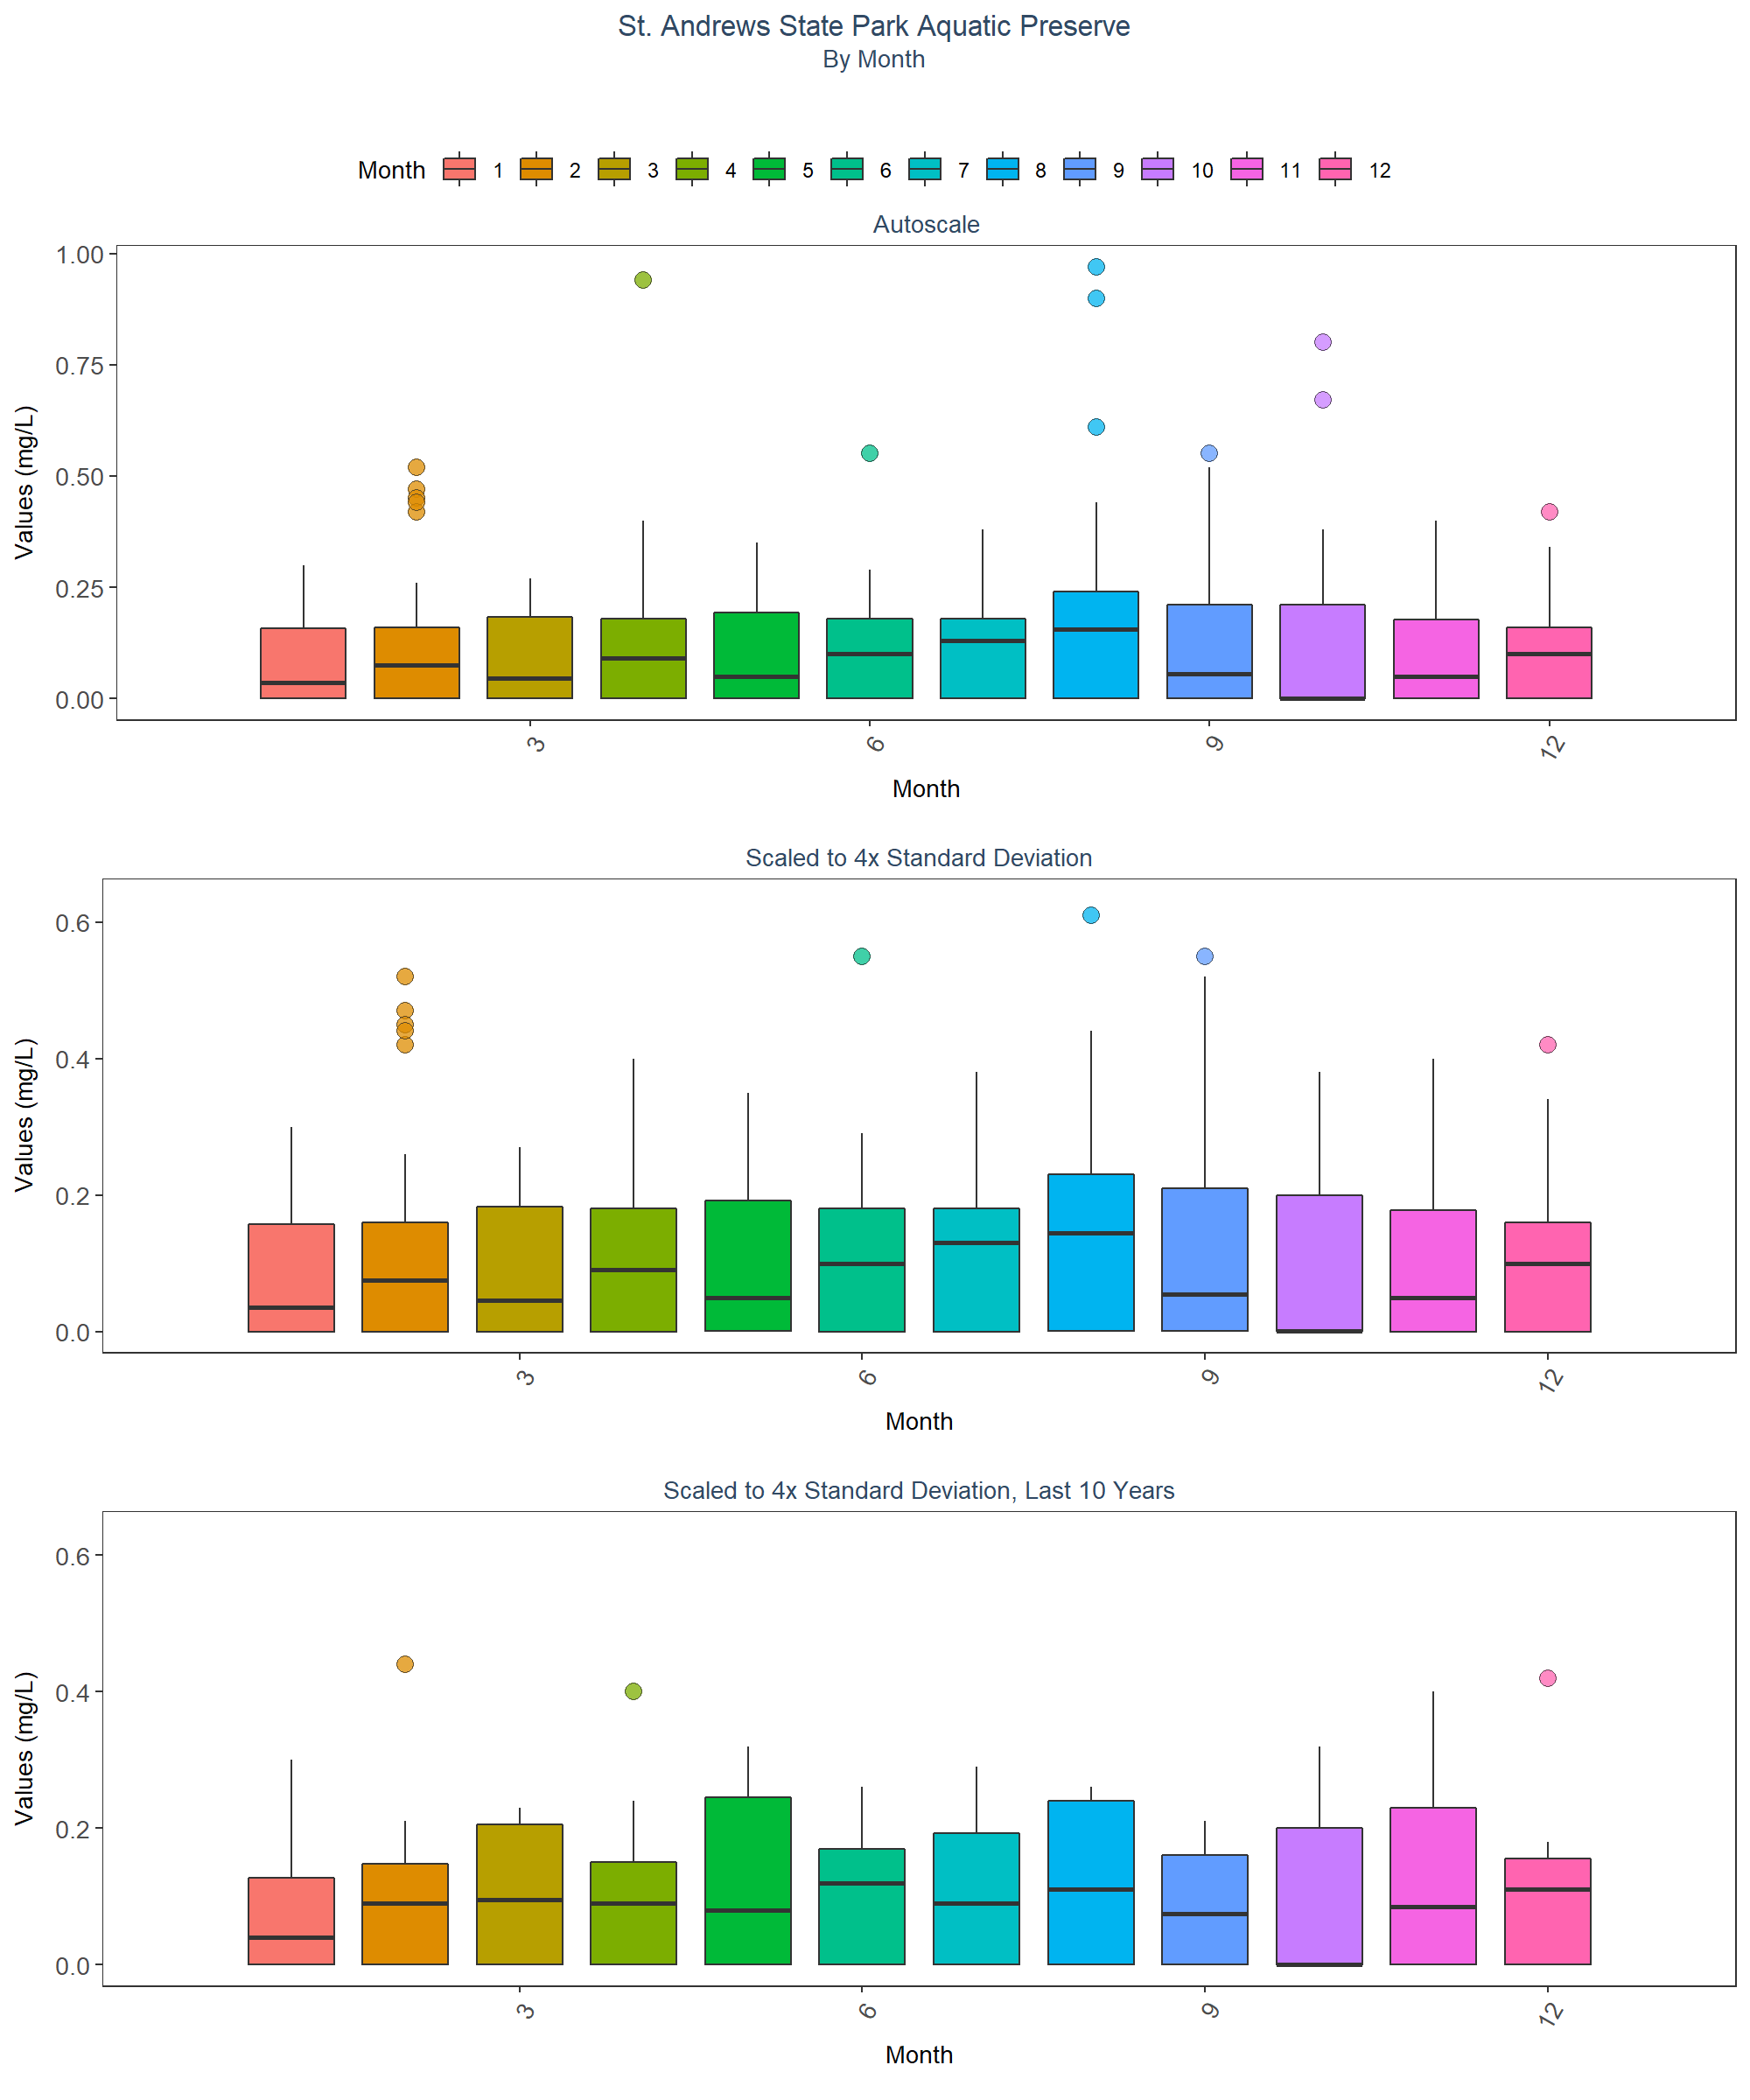 St. Andrews State Park Aquatic Preserve
By Month
Month 1 2 3 4 5 6 7 8 9 10 11 12
Autoscale
Values (mg/L)
1.00
0.75
0.50
0.25
0.00
3 6 9 12
Month
Scaled to 4x Standard Deviation
Values (mg/L)
0.6
0.4
0.2
0.0
3 6 9 12
Month
Scaled to 4x Standard Deviation, Last 10 Years
Values (mg/L)
0.6
0.4
0.2
0.0
3 6 9 12
Month